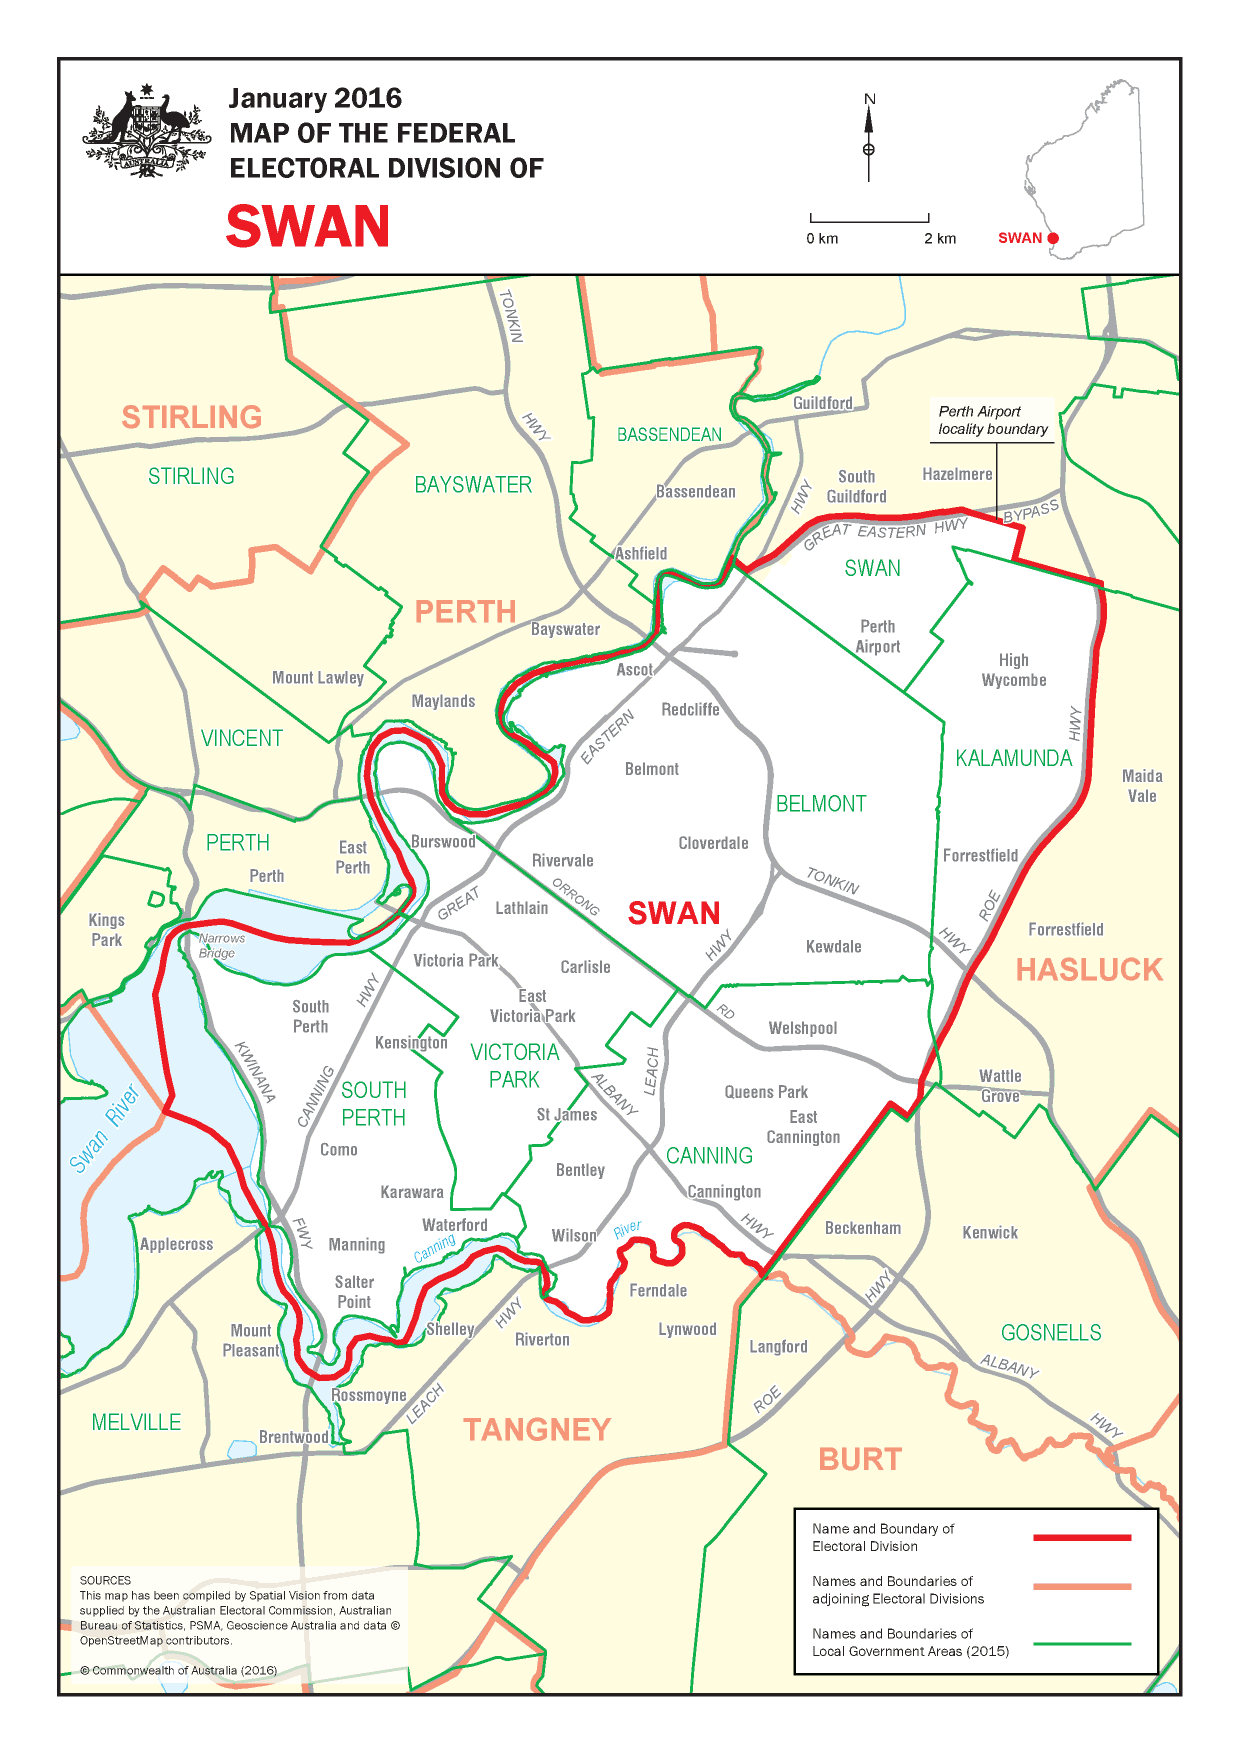 January 2016
MAP OF THE FEDERAL
ELECTORAL DIVISION OF
SWAN
AUSTRALIA
N
0 km
2 km
SWAN
TONKIN
HWY
STIRLING
STIRLING
BAYSWATER
BASSENDEAN
Bassendean
Guildford
HWY
South
Guildford
Hazelmere
Perth Airport
locality boundary
GREAT EASTERN HWY
BYPASS
Ashfield
SWAN
PERTH
Bayswater
Perth
Airport
High
Wycombe
Ascot
Mount Lawley
Maylands
Redcliffe
EASTERN
HWY
VINCENT
Belmont
KALAMUNDA
Maida
Vale
BELMONT
PERTH
East
Perth
Burswood
Cloverdale
Rivervale
Forrestfield
Perth
TONKIN
GREAT
ORRONG
Lathlain
SWAN
ROE
Kings
Park
Narrows
Bridge
HWY
Kewdale
HWY
Forrestfield
HASLUCK
Victoria Park
Carlisle
HWY
South
Perth
East
Victoria Park
RD
Welshpool
Kensington
VICTORIA
PARK
KWINANA
CANNING
SOUTH
PERTH
LEACH
ALBANY
Queens Park
Wattle
Grove
St James
East
Cannington
Swan River
Como
CANNING
Bentley
Karawara
Cannington
Waterford
FWY
Wilson
River
HWY
Beckenham
Kenwick
Applecross
Manning
Canning
Salter
Point
Ferndale
HWY
HWY
Mount
Pleasant
Shelley
Riverton
Lynwood
Langford
GOSNELLS
ALBANY
Rossmoyne
LEACH
ROE
HWY
MELVILLE
Brentwood
TANGNEY
BURT
Name and Boundary of
Electoral Division
Names and Boundaries of
adjoining Electoral Divisions
Names and Boundaries of
Local Government Areas (2015)
SOURCES
This map has been compiled by Spatial Vision from data
supplied by the Australian Electoral Commission, Australian
Bureau of Statistics, PSMA, Geoscience Australia and data ©
OpenStreetMap contributors.
© Commonwealth of Australia (2016)